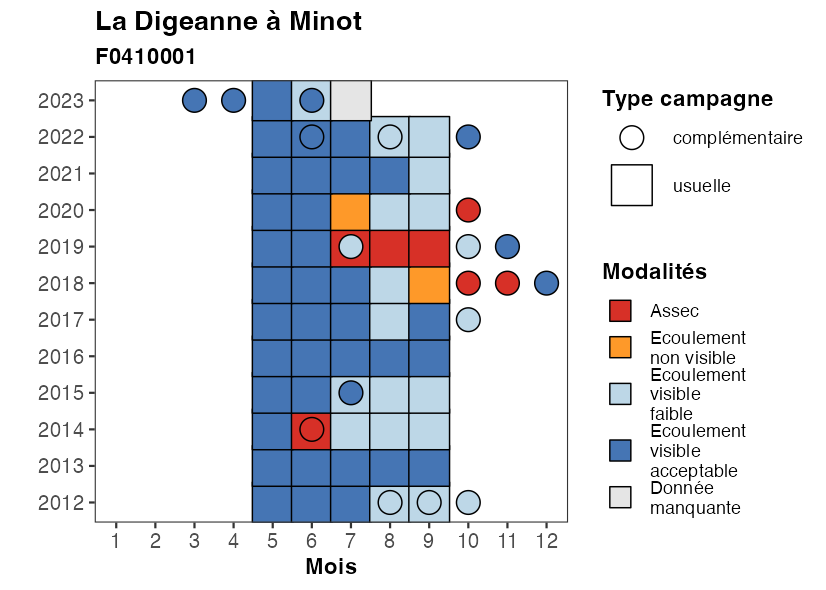 La Digeanne à Minot
F0410001
2023
2022
2021
2020
2019
2018
2017
2016
2015
2014
2013
2012
1 2 3 4 5 6 7 8 9 10 11 12
Mois
Type campagne
complémentaire
usuelle
Modalités
Assec
Ecoulement
non visible
Ecoulement
visible
faible
Ecoulement
visible
acceptable
Donnée
manquante